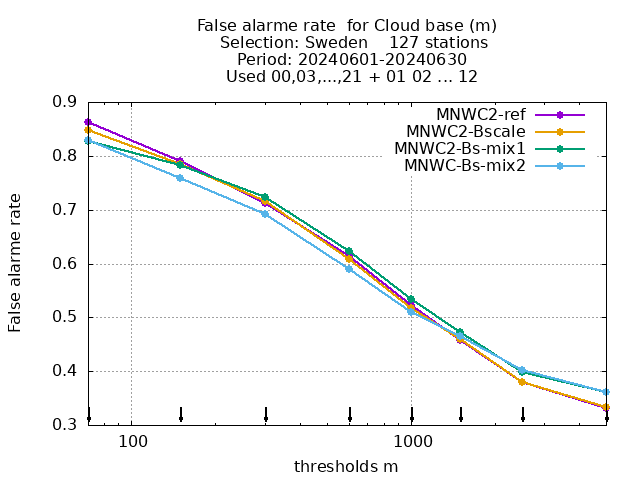 False alarme rate  for Cloud base (m)
Selection: Sweden    127 stations
Period: 20240601-20240630
Used 00,03,...,21 + 01 02 ... 12
MNWC2-ref
MNWC2-Bscale
MNWC2-Bs-mix1
MNWC-Bs-mix2
False alarme rate
0.9
0.8
0.7
0.6
0.5
0.4
0.3
100 1000
thresholds m